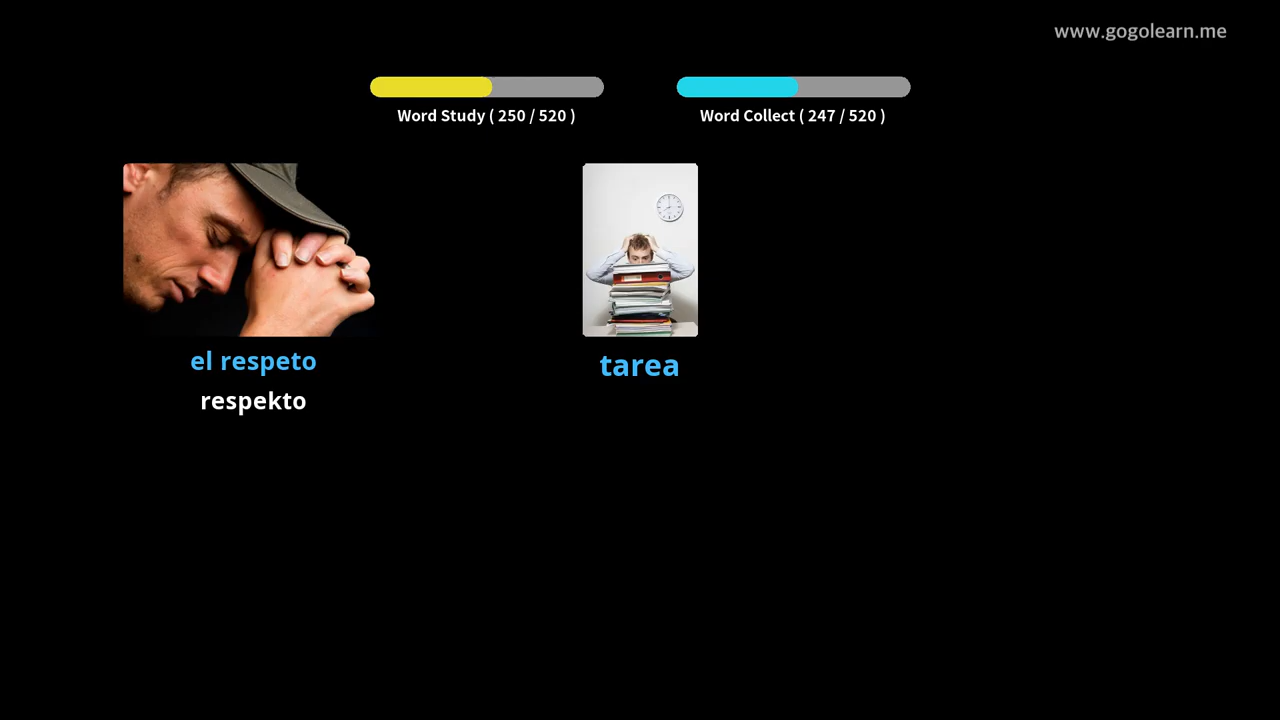 www.gogolearn.me
Word Study ( 250 / 520 )
Word Collect ( 247 / 520 )
el respeto
respekto
tarea